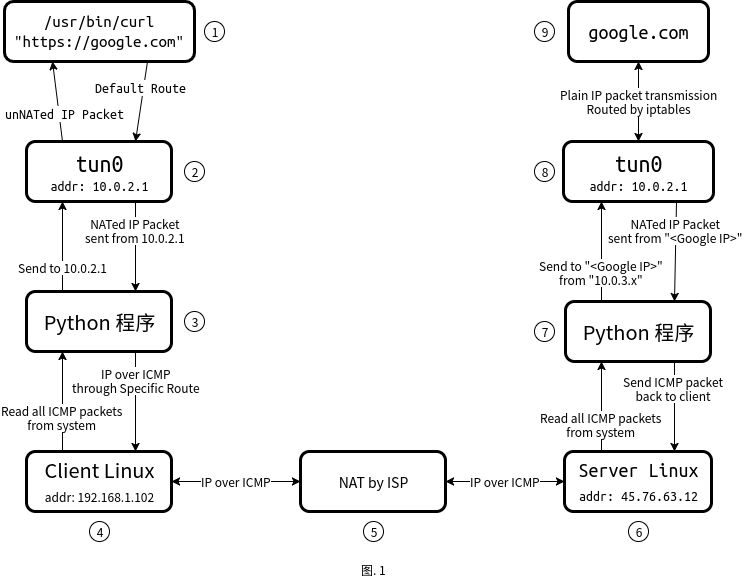 /usr/bin/curl
"https://google.com"
①
Default Route
unNATed IP Packet
tun0
addr: 10.0.2.1
②
NATed IP Packet
sent from 10.0.2.1
Send to 10.0.2.1
Python 程序
③
IP over ICMP
through Specific Route
Read all ICMP packets
from system
Client Linux
addr: 192.168.1.102
④
IP over ICMP
NAT by ISP
⑤
IP over ICMP
Server Linux
addr: 45.76.63.12
⑥
Send ICMP packet
back to client
Read all ICMP packets
from system
⑦
Python 程序
NATed IP Packet
sent from "<Google IP>"
Send to "<Google IP>"
from "10.0.3.x"
⑧
tun0
addr: 10.0.2.1
Plain IP packet transmission
Routed by iptables
⑨
google.com
图. 1